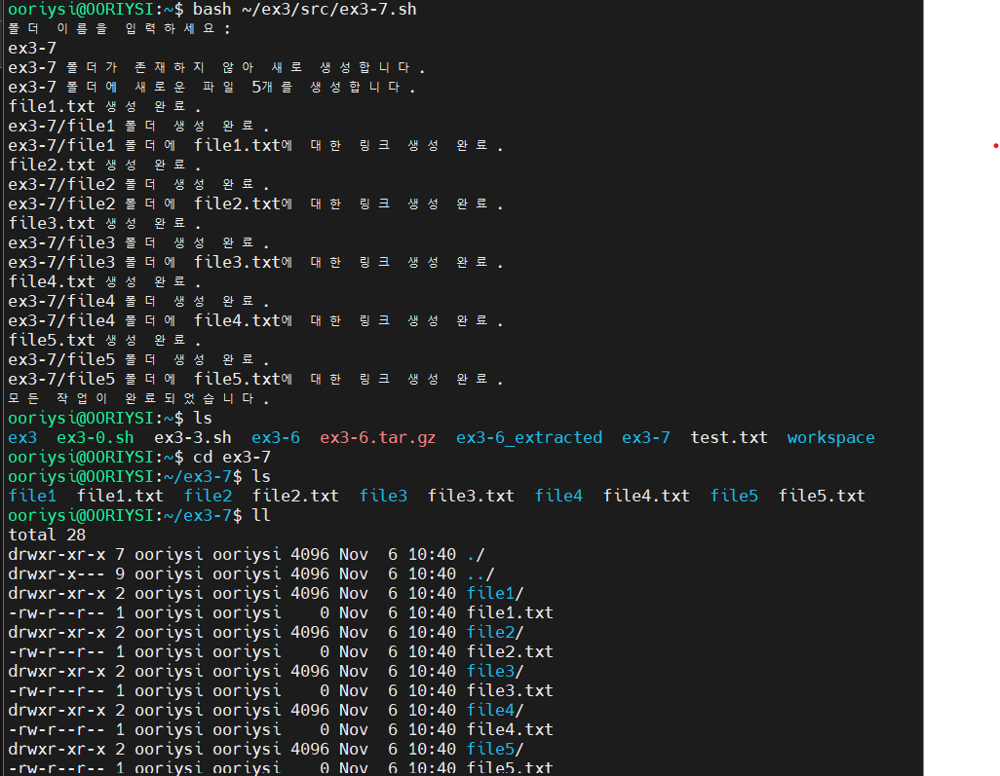 ooriysi@OORIYSI:~$ bash ~/ex3/src/ex3-7.sh
폴더 이름을 입력하세요:
ex3-7
ex3-7 폴더가 존재하지 않아 새로 생성합니다.
ex3-7 폴더에 새로운 파일 5개를 생성합니다.
file1.txt 생성 완료.
ex3-7/file1 폴더 생성 완료.
ex3-7/file1 폴더에 file1.txt에 대한 링크 생성 완료.
file2.txt 생성 완료.
ex3-7/file2 폴더 생성 완료.
ex3-7/file2 폴더에 file2.txt에 대한 링크 생성 완료.
file3.txt 생성 완료.
ex3-7/file3 폴더 생성 완료.
ex3-7/file3 폴더에 file3.txt에 대한 링크 생성 완료.
file4.txt 생성 완료.
ex3-7/file4 폴더 생성 완료.
ex3-7/file4 폴더에 file4.txt에 대한 링크 생성 완료.
file5.txt 생성 완료.
ex3-7/file5 폴더 생성 완료.
ex3-7/file5 폴더에 file5.txt에 대한 링크 생성 완료.
모든 작업이 완료되었습니다.
ooriysi@OORIYSI:~$ ls
ex3 ex3-0.sh ex3-3.sh ex3-6 ex3-6.tar.gz ex3-6_extracted ex3-7 test.txt workspace
ooriysi@OORIYSI:~$ cd ex3-7
ooriysi@OORIYSI:~/ex3-7$ ls
file1 file1.txt file2 file2.txt file3 file3.txt file4 file4.txt file5 file5.txt
ooriysi@OORIYSI:~/ex3-7$ ll
total 28
drwxr-xr-x 7 ooriysi ooriysi 4096 Nov  6 10:40 ./
drwxr-x--- 9 ooriysi ooriysi 4096 Nov  6 10:40 ../
drwxr-xr-x 2 ooriysi ooriysi 4096 Nov  6 10:40 file1/
-rw-r--r-- 1 ooriysi ooriysi    0 Nov  6 10:40 file1.txt
drwxr-xr-x 2 ooriysi ooriysi 4096 Nov  6 10:40 file2/
-rw-r--r-- 1 ooriysi ooriysi    0 Nov  6 10:40 file2.txt
drwxr-xr-x 2 ooriysi ooriysi 4096 Nov  6 10:40 file3/
-rw-r--r-- 1 ooriysi ooriysi    0 Nov  6 10:40 file3.txt
drwxr-xr-x 2 ooriysi ooriysi 4096 Nov  6 10:40 file4/
-rw-r--r-- 1 ooriysi ooriysi    0 Nov  6 10:40 file4.txt
drwxr-xr-x 2 ooriysi ooriysi 4096 Nov  6 10:40 file5/
-rw-r--r-- 1 ooriysi ooriysi    0 Nov  6 10:40 file5.txt